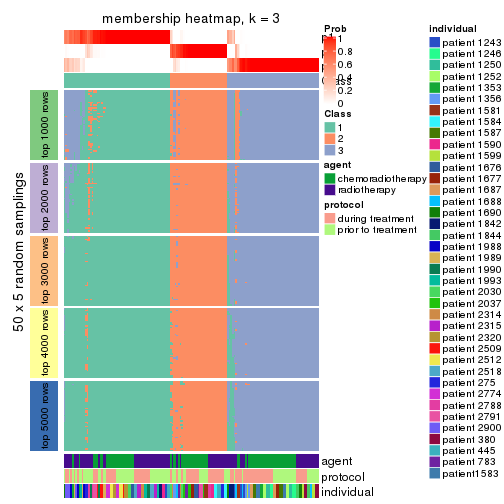 membership heatmap, k = 3
50 x 5 random samplings
top 1000 rows
top 2000 rows
top 3000 rows
top 4000 rows
top 5000 rows
agent
protocol
individual
Prob
1
0.8
0.6
0.4
0.2
0
Class
1
2
3
agent
chemoradiotherapy
radiotherapy
protocol
during treatment
prior to treatment
individual
patient 1243
patient 1246
patient 1250
patient 1252
patient 1353
patient 1356
patient 1581
patient 1584
patient 1587
patient 1590
patient 1599
patient 1676
patient 1677
patient 1687
patient 1688
patient 1690
patient 1842
patient 1844
patient 1988
patient 1989
patient 1990
patient 1993
patient 2030
patient 2037
patient 2314
patient 2315
patient 2320
patient 2509
patient 2512
patient 2518
patient 275
patient 2774
patient 2788
patient 2791
patient 2900
patient 380
patient 445
patient 783
patient1583